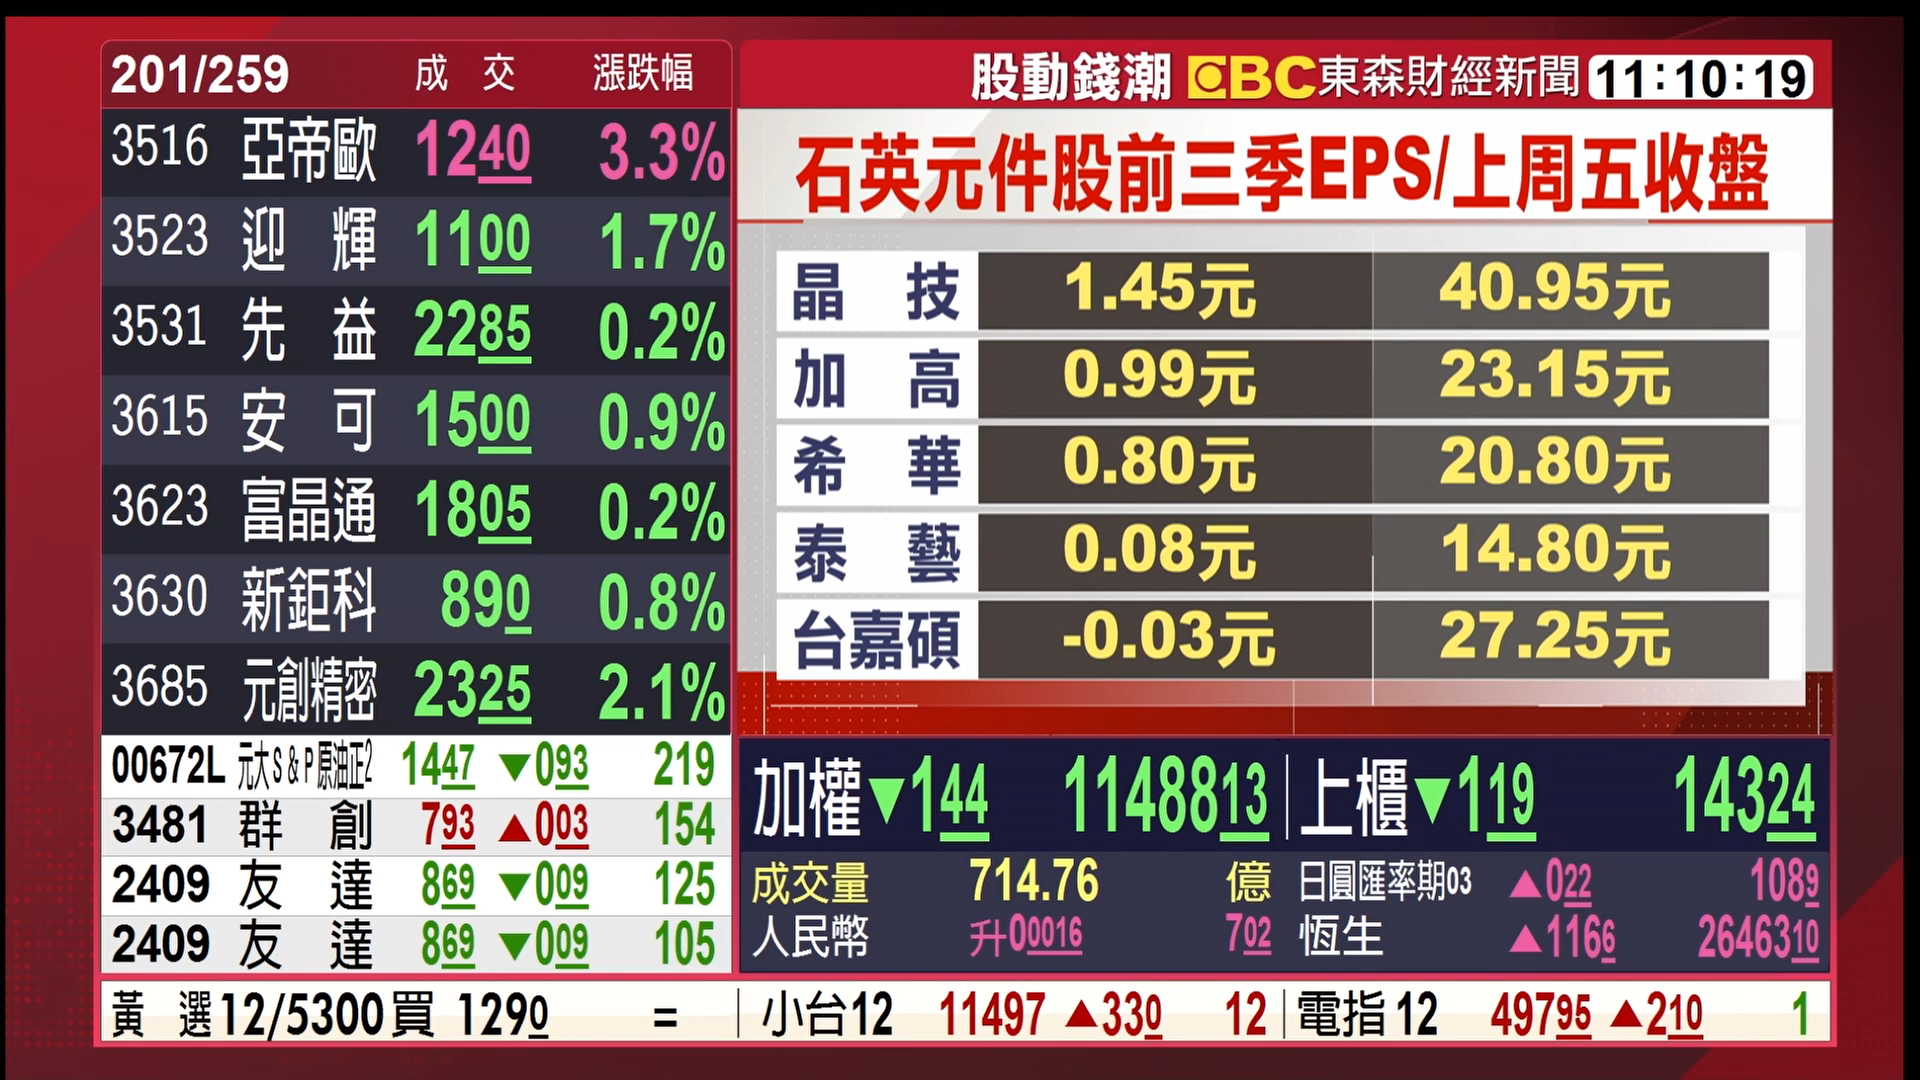 201/259 成交 漲跌幅
3516 亞帝歐 1240 3.3%
3523 迎輝 1100 1.7%
3531 先益 2285 0.2%
3615 安可 1500 0.9%
3623 富晶通 1805 0.2%
3630 新鉅科 890 0.8%
3685 元創精密 2325 2.1%
00672L 元大S&P原油正2 1447 ▼093 219
3481 群創 793 ▲003 154
2409 友達 869 ▼009 125
2409 友達 869 ▼009 105
股動錢潮 EBC東森財經新聞 11:10:19
石英元件股前三季EPS/上周五收盤
晶技 1.45元 40.95元
加高 0.99元 23.15元
希華 0.80元 20.80元
泰藝 0.08元 14.80元
台嘉碩 -0.03元 27.25元
加權▼144 1148813 上櫃▼119 14324
成交量 714.76 億 日圓匯率期03 ▲022 1089
人民幣 升000016 702 恆生 ▲1166 2646310
黃選12/5300買 1290 = 小台12 11497 ▲330 12 電指12 49795 ▲210 1